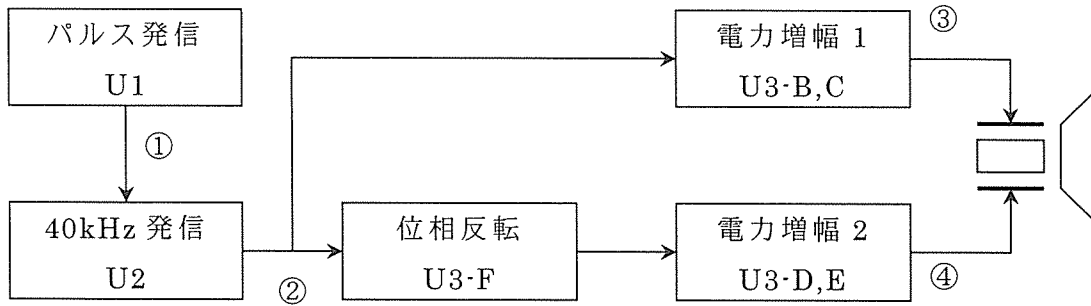 パルス発信
U1
①
40kHz 発信
U2
②
位相反転
U3-F
電力増幅 1
U3-B,C
③
電力増幅 2
U3-D,E
④